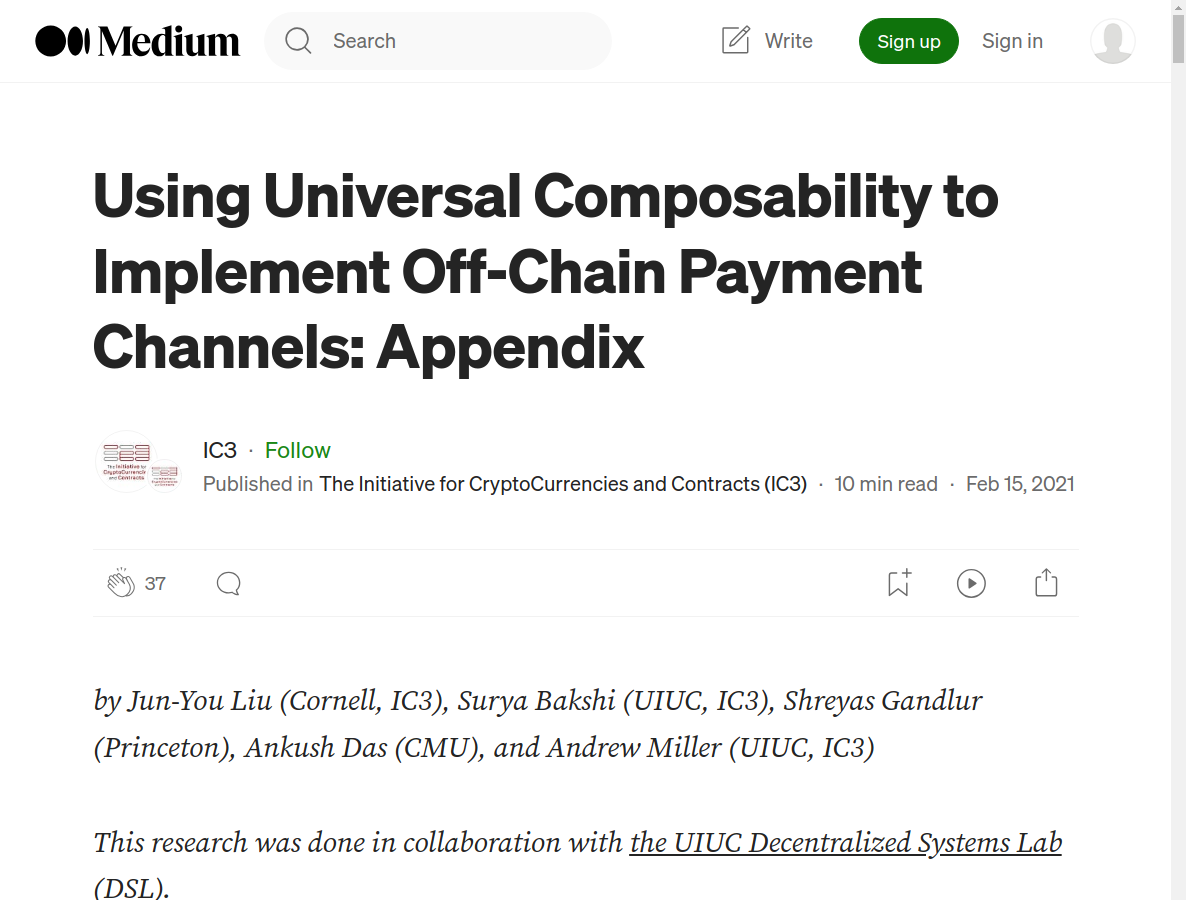 Medium
Search
Write
Sign up
Sign in
Using Universal Composability to
Implement Off-Chain Payment
Channels: Appendix
IC3 · Follow
Published in The Initiative for CryptoCurrencies and Contracts (IC3) · 10 min read · Feb 15, 2021
37
by Jun-You Liu (Cornell, IC3), Surya Bakshi (UIUC, IC3), Shreyas Gandlur
(Princeton), Ankush Das (CMU), and Andrew Miller (UIUC, IC3)
This research was done in collaboration with the UIUC Decentralized Systems Lab
(DSL).